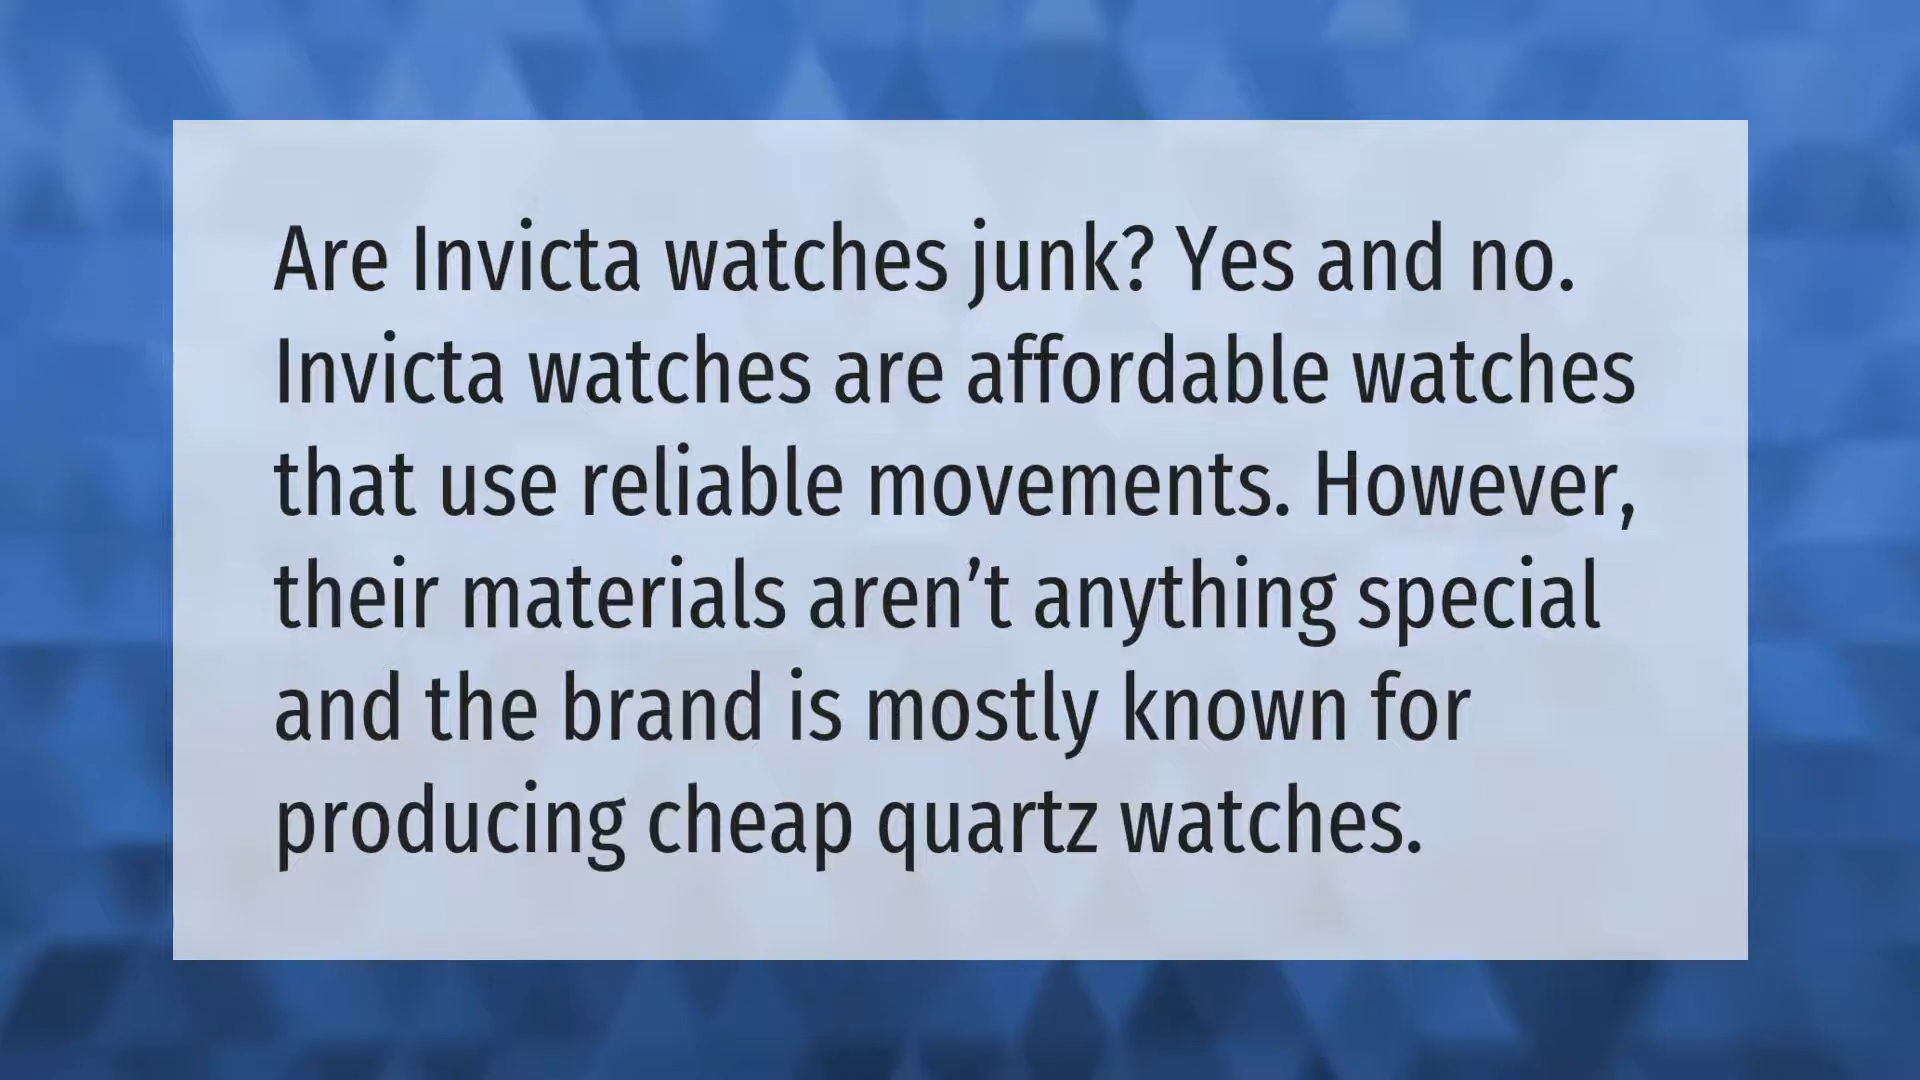 Are Invicta watches junk? Yes and no.
Invicta watches are affordable watches
that use reliable movements. However,
their materials aren’t anything special
and the brand is mostly known for
producing cheap quartz watches.